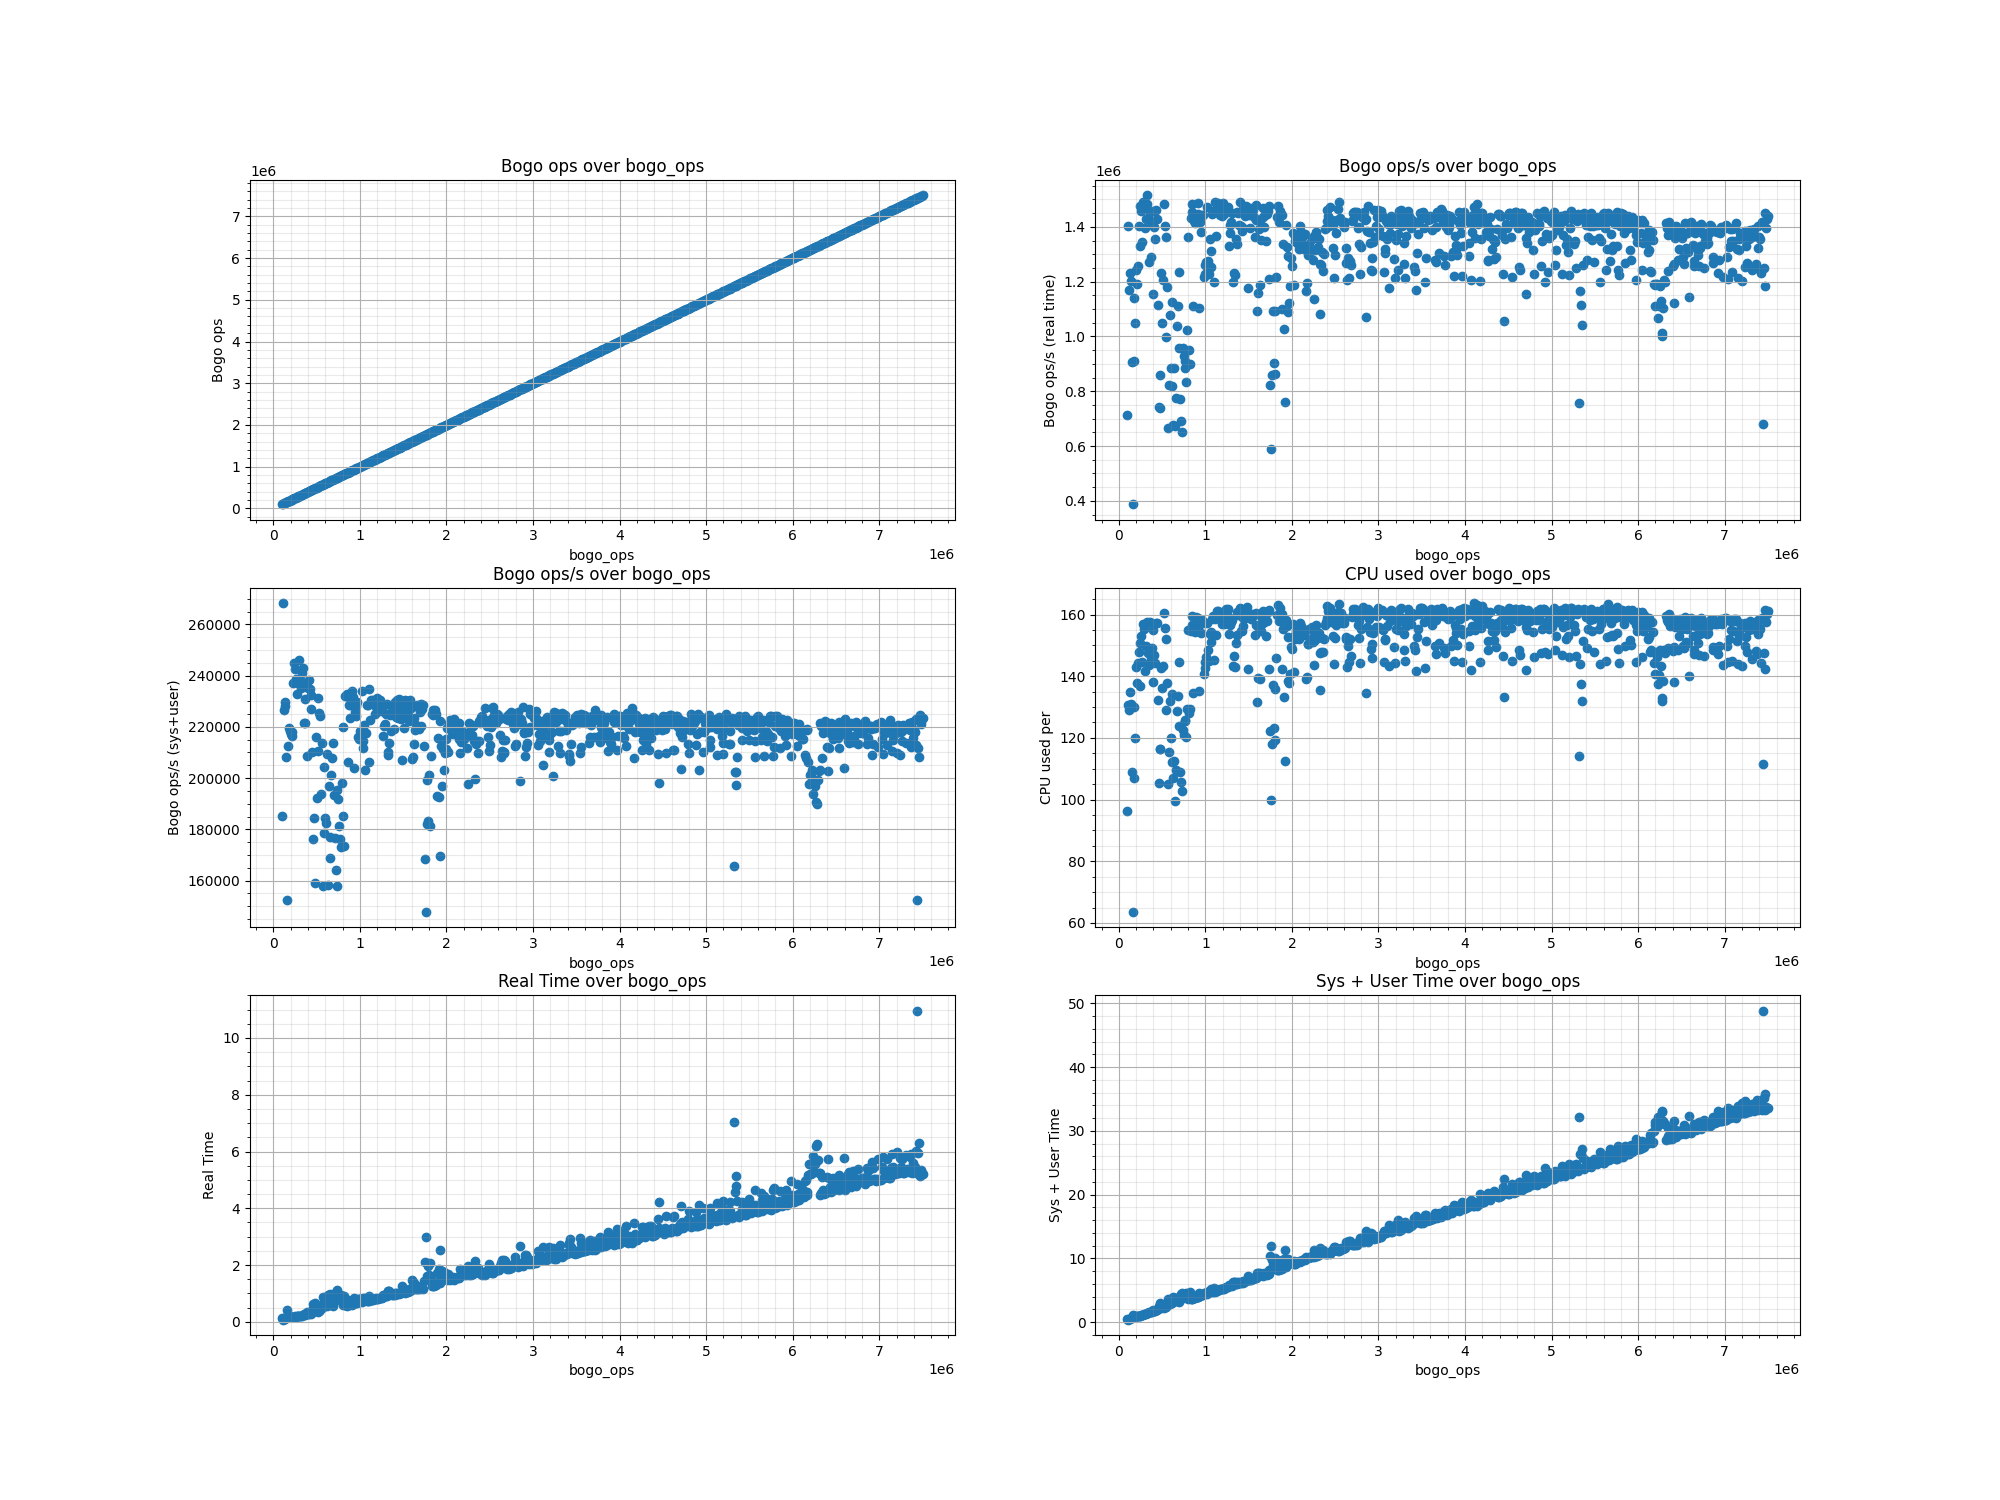 Bogo ops over bogo_ops
1e6
Bogo ops
7
6
5
4
3
2
1
0
0 1 2 3 4 5 6 7
1e6
bogo_ops
Bogo ops/s over bogo_ops
1e6
Bogo ops/s (real time)
1.4
1.2
1.0
0.8
0.6
0.4
0 1 2 3 4 5 6 7
1e6
bogo_ops
Bogo ops/s over bogo_ops
Bogo ops/s (sys+user)
260000
240000
220000
200000
180000
160000
0 1 2 3 4 5 6 7
1e6
bogo_ops
CPU used over bogo_ops
CPU used per
160
140
120
100
80
60
0 1 2 3 4 5 6 7
1e6
bogo_ops
Real Time over bogo_ops
Real Time
10
8
6
4
2
0
0 1 2 3 4 5 6 7
1e6
bogo_ops
Sys + User Time over bogo_ops
Sys + User Time
50
40
30
20
10
0
0 1 2 3 4 5 6 7
1e6
bogo_ops